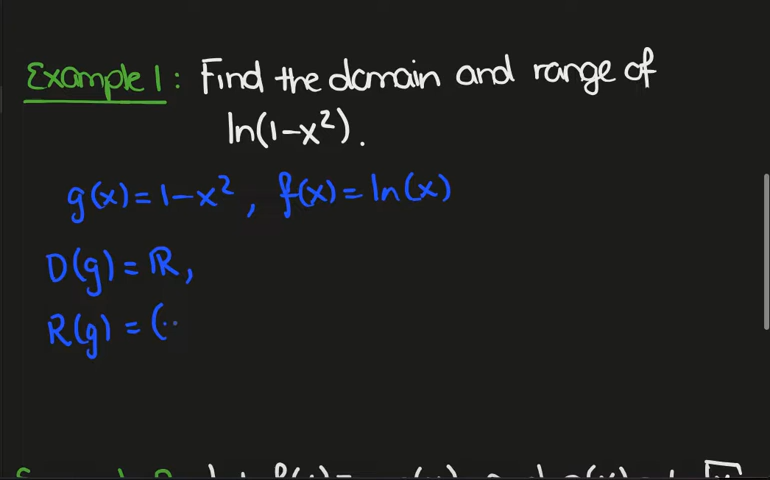 Example 1: Find the domain and range of
ln(1-x²).
g(x) = 1-x², f(x) = ln(x)
D(g) = ℝ,
R(g) = (